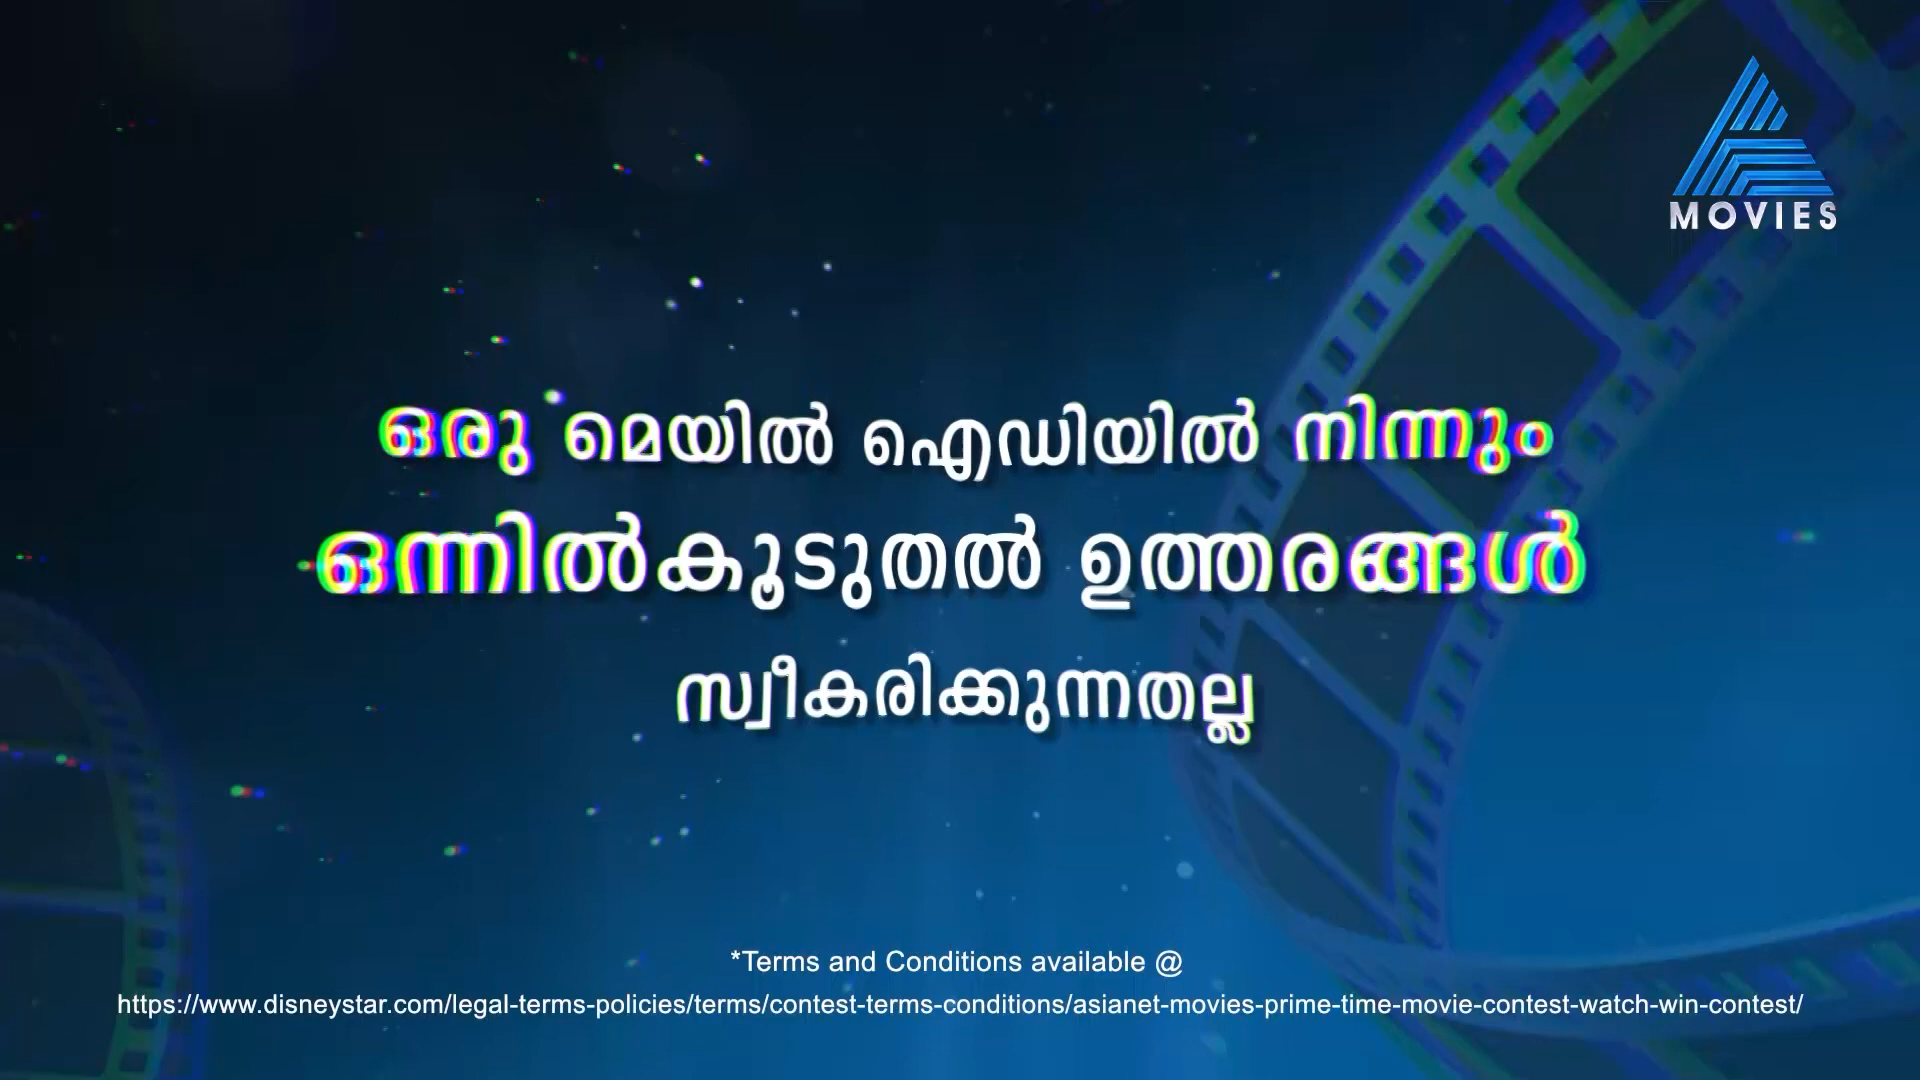 MOVIES
ഒരു മെയിൽ ഐഡിയിൽ നിന്നും
ഒന്നിൽകൂടുതൽ ഉത്തരങ്ങൾ
സ്വീകരിക്കുന്നതല്ല
*Terms and Conditions available @
https://www.disneystar.com/legal-terms-policies/terms/contest-terms-conditions/asianet-movies-prime-time-movie-contest-watch-win-contest/